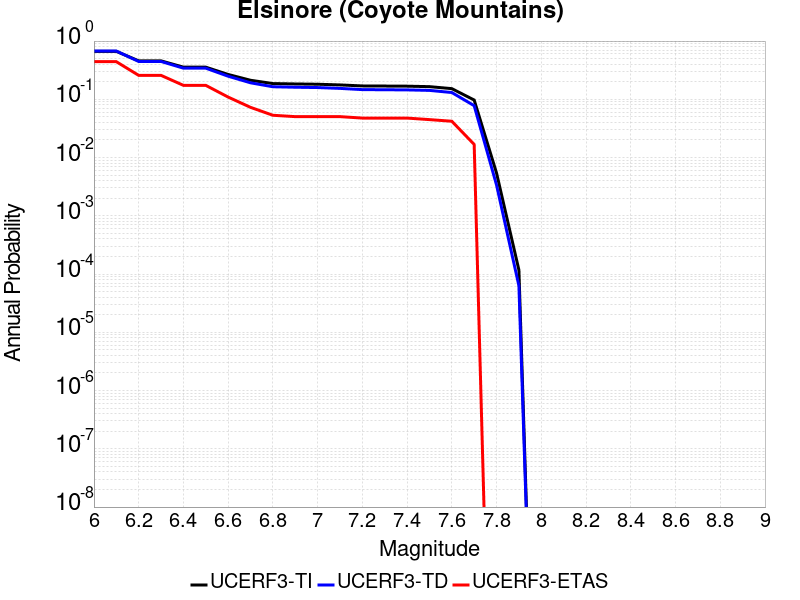 Elsinore (Coyote Mountains)
10^0
10^-1
10^-2
10^-3
10^-4
10^-5
10^-6
10^-7
10^-8
Annual Probability
6 6.2 6.4 6.6 6.8 7 7.2 7.4 7.6 7.8 8 8.2 8.4 8.6 8.8 9
Magnitude
UCERF3-TI UCERF3-TD UCERF3-ETAS